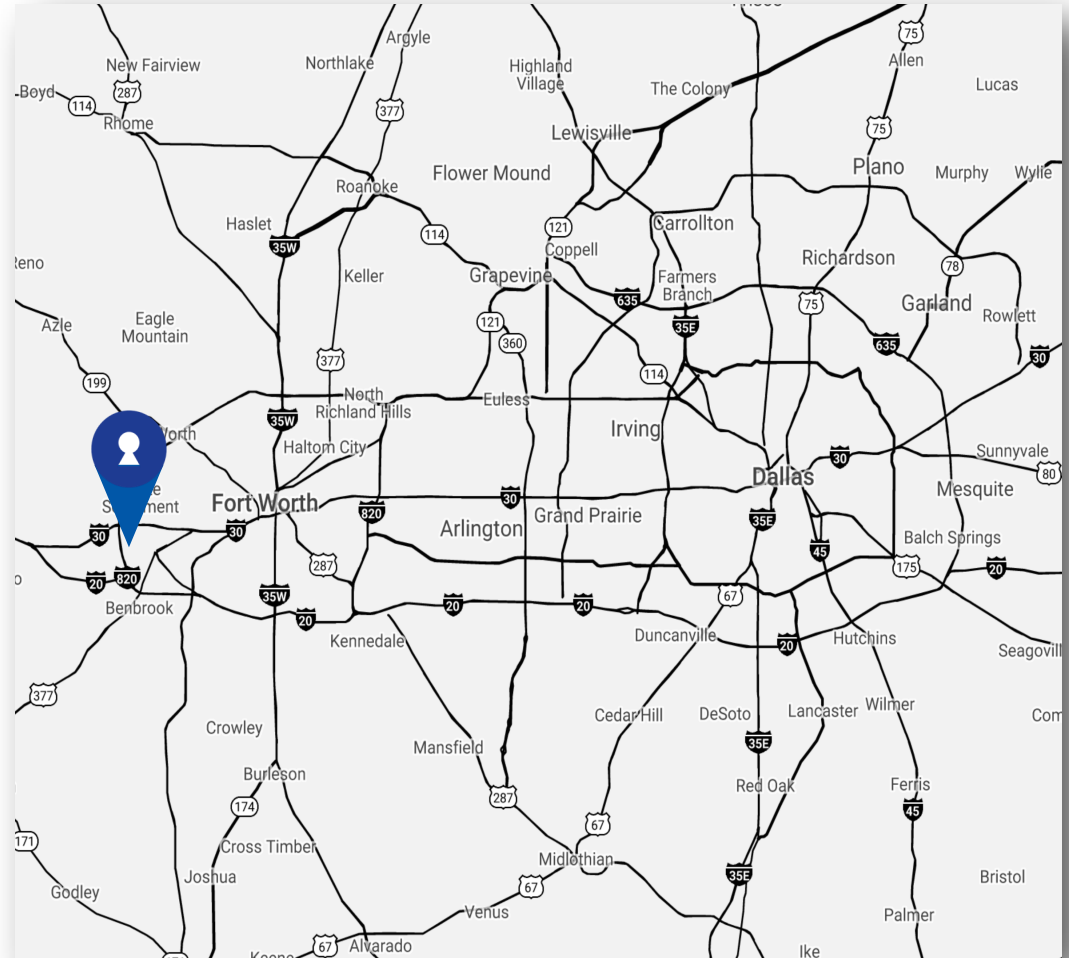 Argyle
75
New Fairview
Northlake
Highland
Village
Allen
287
Boyd
114
377
The Colony
Lucas
Rhome
Lewisville
75
Plano
Flower Mound
Murphy
Wylie
Roanoke
Haslet
121
Carrollton
114
35W
Coppell
Richardson
Keller
Grapevine
Farmers
Branch
78
635
75
Garland
Azle
Eagle
Mountain
121
35E
Rowlett
360
635
377
30
199
114
North
Richland Hills
Euless
35W
Irving
Haltom City
Sunnyvale
30
80
Dallas
Mesquite
Fort Worth
30
820
Grand Prairie
35E
Arlington
30
30
Balch Springs
45
287
175
20
20
820
35W
67
Benbrook
20
20
20
Kennedale
Duncanville
Hutchins
20
377
Crowley
Cedar Hill
DeSoto
Lancaster
Wilmer
Mansfield
35E
Burleson
Red Oak
Ferris
287
174
45
67
171
Cross Timber
Midlothian
Joshua
35E
Bristol
Godley
67
Venus
Palmer
67
Alvarado
Ike